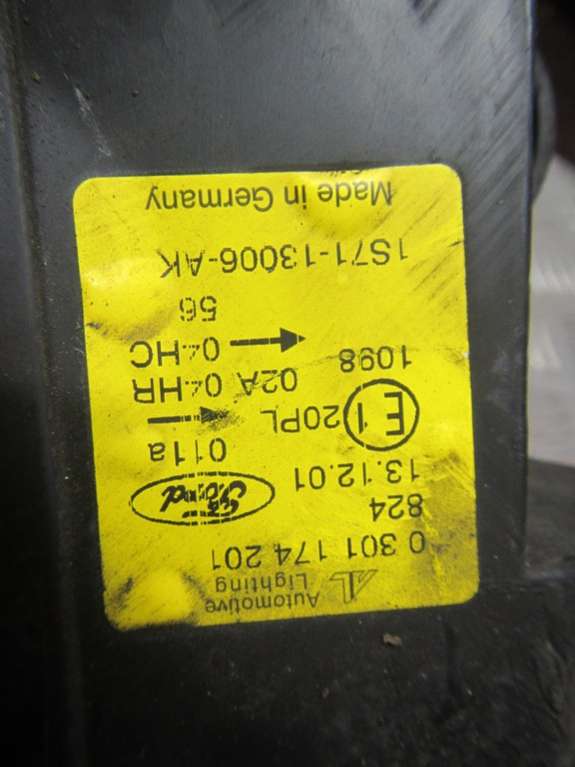 Automotive
Lighting
0 301 174 201
824
13.12.01
Ford
E1
20PL
011a
1098
02A 04HR
04HC
56
1S71-13006-AK
Made in Germany